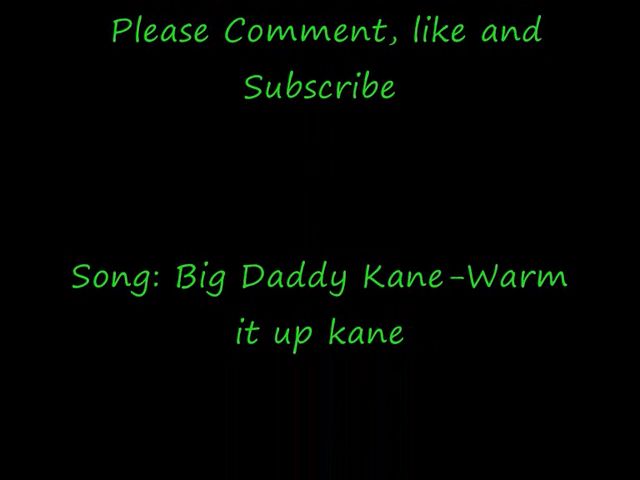 Please Comment, like and
Subscribe
Song: Big Daddy Kane-Warm
it up kane